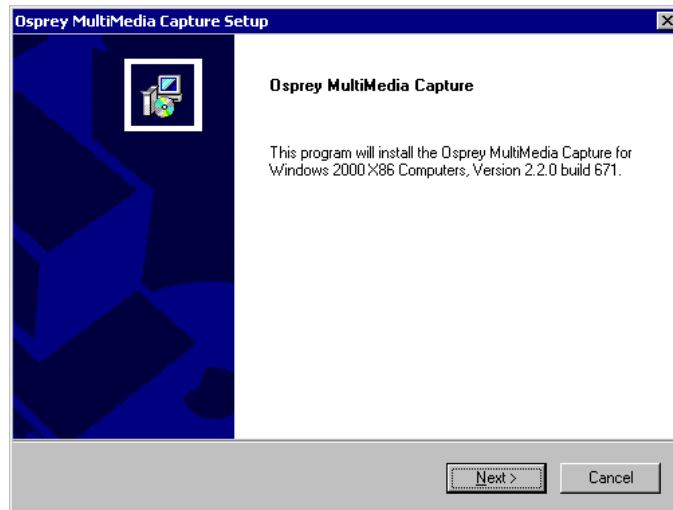 Osprey MultiMedia Capture Setup
Osprey MultiMedia Capture
This program will install the Osprey MultiMedia Capture for
Windows 2000 X86 Computers, Version 2.2.0 build 671.
Next >
Cancel